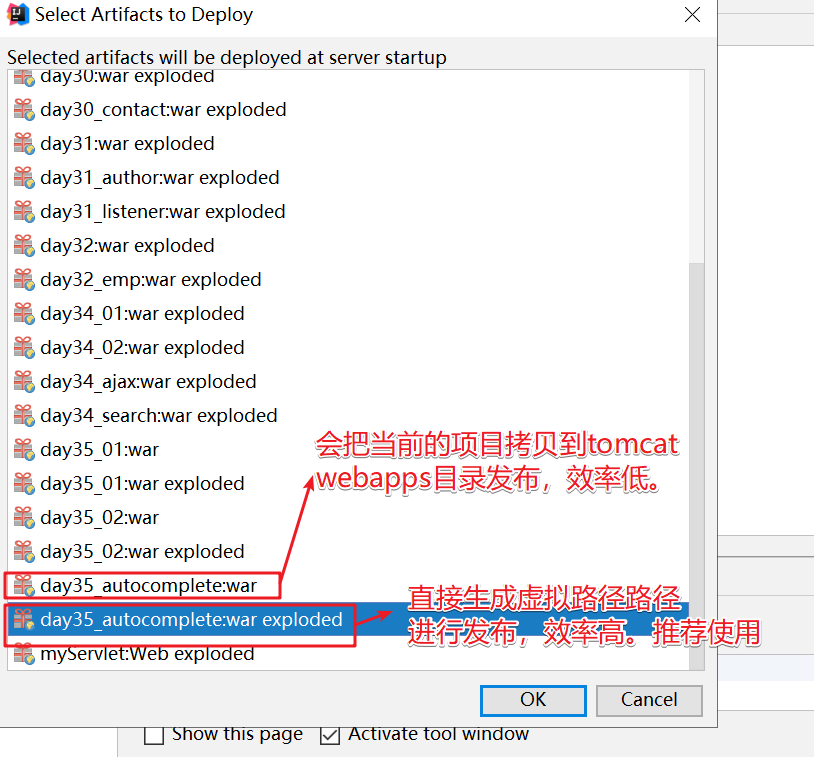 Select Artifacts to Deploy
Selected artifacts will be deployed at server startup
day30:war exploded
day30_contact:war exploded
day31:war exploded
day31_author:war exploded
day31_listener:war exploded
day32:war exploded
day32_emp:war exploded
day34_01:war exploded
day34_02:war exploded
day34_ajax:war exploded
day34_search:war exploded
day35_01:war
day35_01:war exploded
day35_02:war
day35_02:war exploded
day35_autocomplete:war
day35_autocomplete:war exploded
myServlet:Web exploded
会把当前的项目拷贝到tomcat
webapps目录发布，效率低。
直接生成虚拟路径路径
进行发布，效率高。推荐使用
OK
Cancel
Show this page
Activate tool window